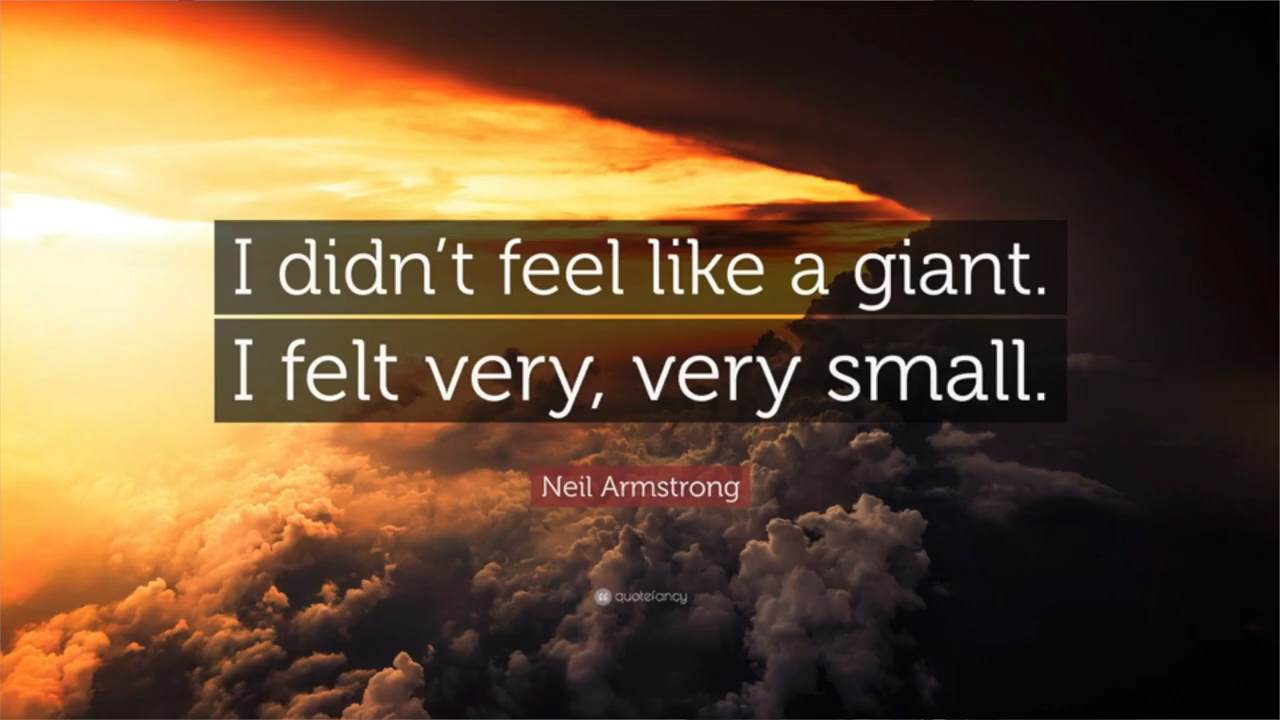 I didn’t feel like a giant.
I felt very, very small.
Neil Armstrong
quotefancy